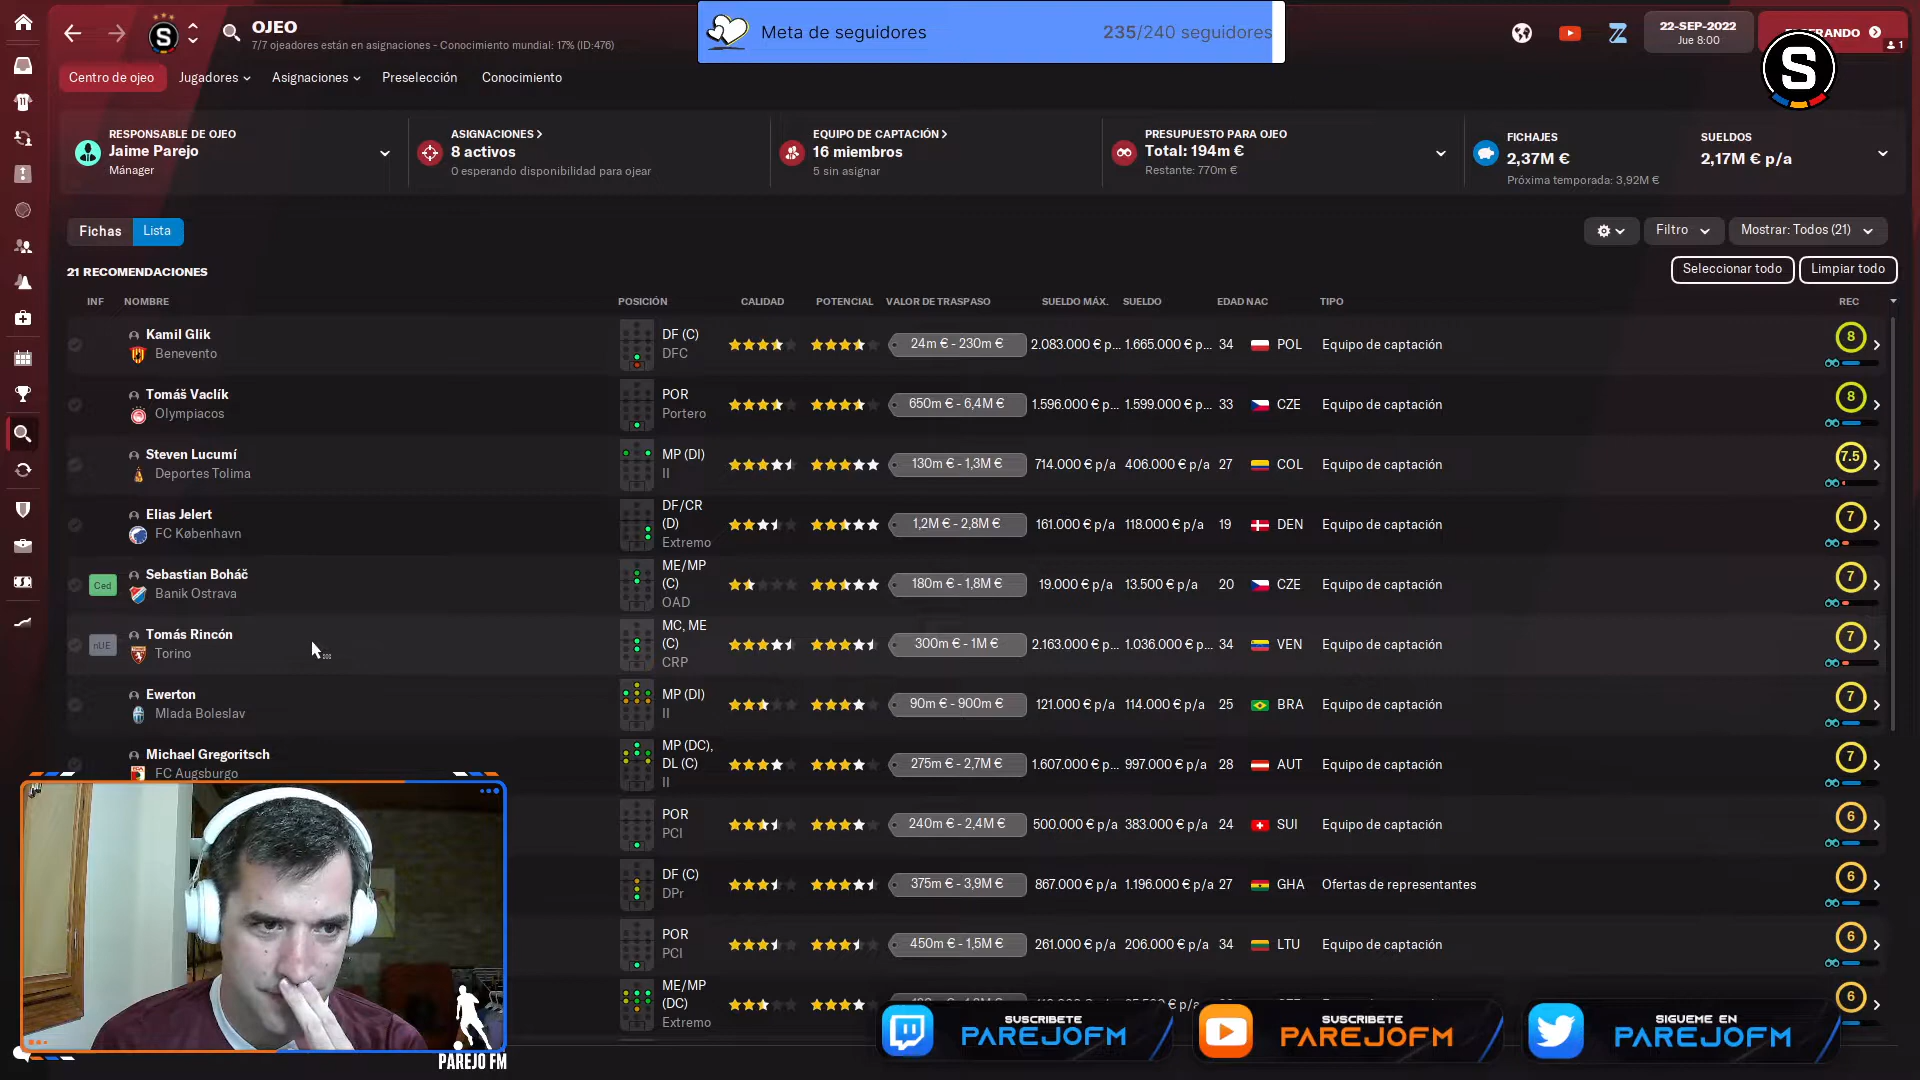 OJEO
7/7 ojeadores están en asignaciones - Conocimiento mundial: 17% (ID:476)
Meta de seguidores
235/240 seguidores
22-SEP-2022
Jue 8:00
1
Centro de ojeo
Jugadores
Asignaciones
Preselección
Conocimiento
RESPONSABLE DE OJEO
Jaime Parejo
Mánager
ASIGNACIONES
8 activos
0 esperando disponibilidad para ojear
EQUIPO DE CAPTACIÓN
16 miembros
5 sin asignar
PRESUPUESTO PARA OJEO
Total: 194m €
Restante: 770m €
FICHAJES
2,37M €
Próxima temporada: 3,92M €
SUELDOS
2,17M € p/a
Fichas
Lista
Filtro
Mostrar: Todos (21)
21 RECOMENDACIONES
Seleccionar todo
Limpiar todo
INF NOMBRE POSICIÓN CALIDAD POTENCIAL VALOR DE TRASPASO SUELDO MÁX. SUELDO EDAD NAC TIPO REC
Kamil Glik
Benevento
DF (C)
DFC
24m € - 230m € 2.083.000 € p... 1.665.000 € p... 34 POL Equipo de captación 8
Tomáš Vaclík
Olympiacos
POR
Portero
650m € - 6,4M € 1.596.000 € p... 1.599.000 € p... 33 CZE Equipo de captación 8
Steven Lucumí
Deportes Tolima
MP (DI)
II
130m € - 1,3M € 714.000 € p/a 406.000 € p/a 27 COL Equipo de captación 7.5
Elias Jelert
FC København
DF/CR
(D)
Extremo
1,2M € - 2,8M € 161.000 € p/a 118.000 € p/a 19 DEN Equipo de captación 7
Ced
Sebastian Boháč
Banik Ostrava
ME/MP
(C)
OAD
180m € - 1,8M € 19.000 € p/a 13.500 € p/a 20 CZE Equipo de captación 7
nUE
Tomás Rincón
Torino
MC, ME
(C)
CRP
300m € - 1M € 2.163.000 € p... 1.036.000 € p... 34 VEN Equipo de captación 7
Ewerton
Mlada Boleslav
MP (DI)
II
90m € - 900m € 121.000 € p/a 114.000 € p/a 25 BRA Equipo de captación 7
Michael Gregoritsch
FC Augsburgo
MP (DC),
DL (C)
II
275m € - 2,7M € 1.607.000 € p... 997.000 € p/a 28 AUT Equipo de captación 7
POR
PCI
240m € - 2,4M € 500.000 € p/a 383.000 € p/a 24 SUI Equipo de captación 6
DF (C)
DPr
375m € - 3,9M € 867.000 € p/a 1.196.000 € p/a 27 GHA Ofertas de representantes 6
POR
PCI
450m € - 1,5M € 261.000 € p/a 206.000 € p/a 34 LTU Equipo de captación 6
ME/MP
(DC)
Extremo
6
PAREJO FM
SUSCRIBETE
PAREJOFM
SUSCRIBETE
PAREJOFM
SIGUEME EN
PAREJOFM